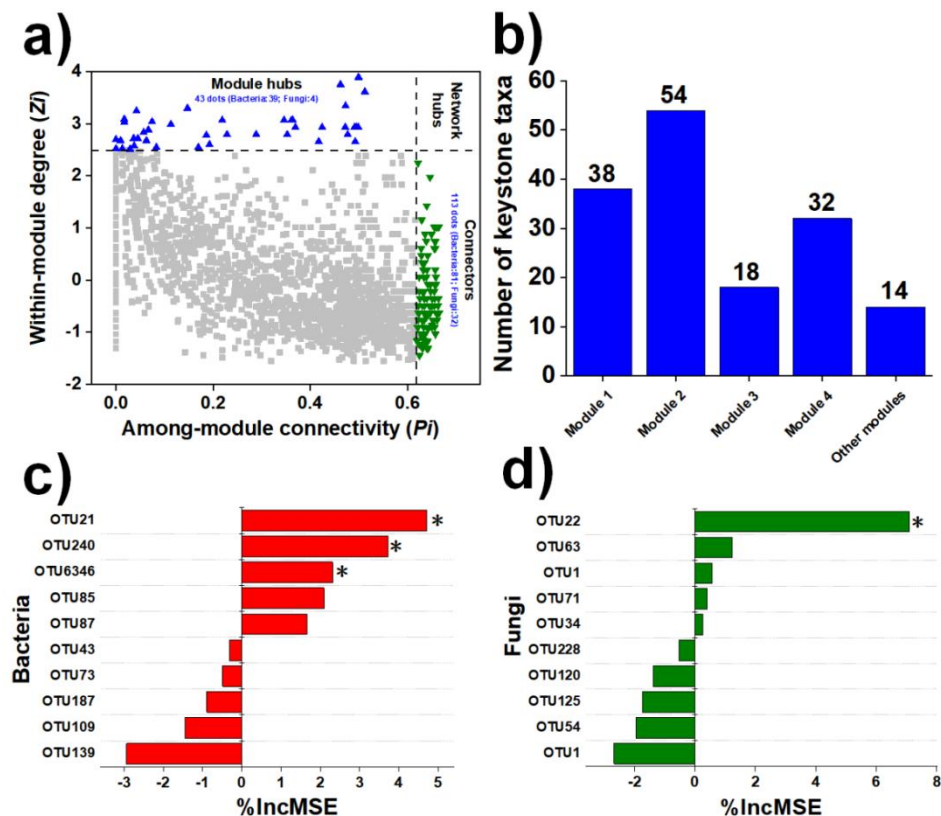 a)
Within-module degree (Zi)
4
3
2
1
0
-1
-2
Module hubs
43 dots (Bacteria:39; Fungi:4)
Network
hubs
Connectors
113 dots (Bacteria:81; Fungi:32)
0.0
0.2
0.4
0.6
Among-module connectivity (Pi)
b)
Number of keystone taxa
60
50
40
30
20
10
0
38
54
18
32
14
Module 1
Module 2
Module 3
Module 4
Other modules
c)
Bacteria
OTU21
*
OTU240
*
OTU6346
*
OTU85
OTU87
OTU43
OTU73
OTU187
OTU109
OTU139
-3
-2
-1
0
1
2
3
4
5
%IncMSE
d)
Fungi
OTU22
*
OTU63
OTU1
OTU71
OTU34
OTU228
OTU120
OTU125
OTU54
OTU1
-2
0
2
4
6
8
%IncMSE